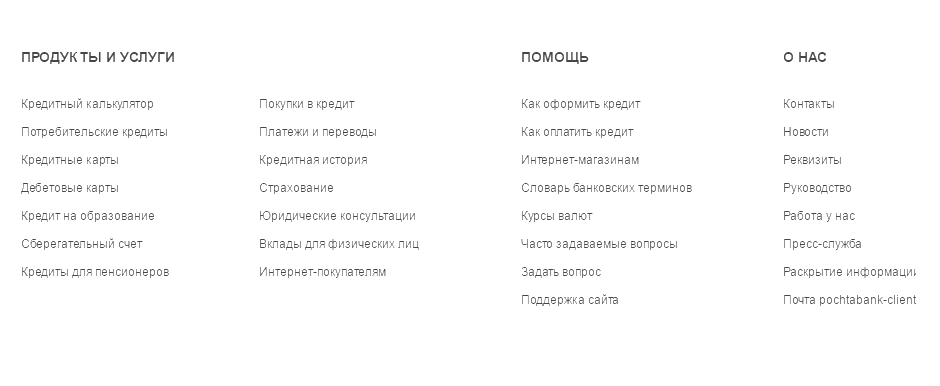 ПРОДУКТЫ И УСЛУГИ
Кредитный калькулятор
Потребительские кредиты
Кредитные карты
Дебетовые карты
Кредит на образование
Сберегательный счет
Кредиты для пенсионеров
Покупки в кредит
Платежи и переводы
Кредитная история
Страхование
Юридические консультации
Вклады для физических лиц
Интернет-покупателям
ПОМОЩЬ
Как оформить кредит
Как оплатить кредит
Интернет-магазинам
Словарь банковских терминов
Курсы валют
Часто задаваемые вопросы
Задать вопрос
Поддержка сайта
О НАС
Контакты
Новости
Реквизиты
Руководство
Работа у нас
Пресс-служба
Раскрытие информации
Почта pochtabank-client